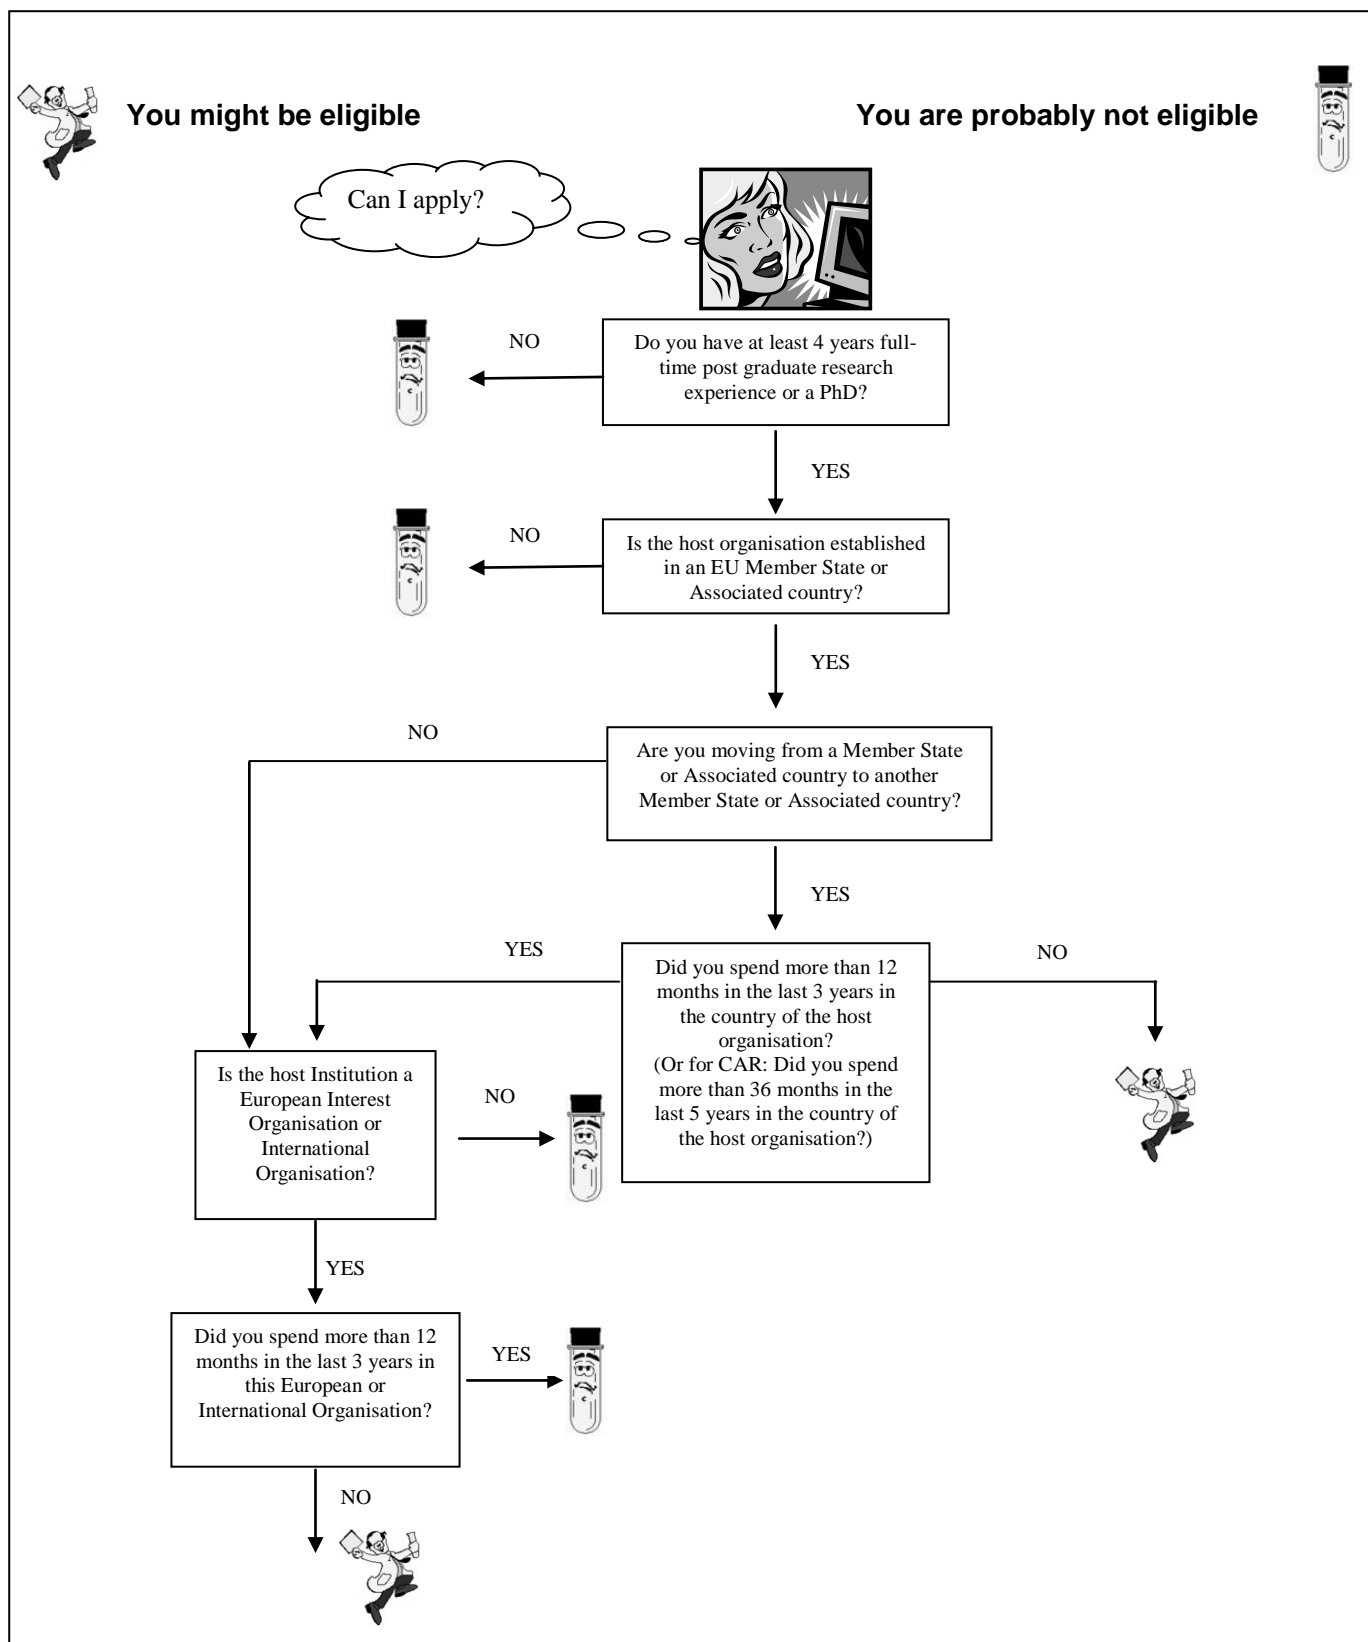 You might be eligible
You are probably not eligible
Can I apply?
NO
Do you have at least 4 years full-
time post graduate research
experience or a PhD?
YES
NO
Is the host organisation established
in an EU Member State or
Associated country?
YES
NO
Are you moving from a Member State
or Associated country to another
Member State or Associated country?
YES
YES
Did you spend more than 12
months in the last 3 years in
the country of the host
organisation?
(Or for CAR: Did you spend
more than 36 months in the
last 5 years in the country of
the host organisation?)
NO
Is the host Institution a
European Interest
Organisation or
International
Organisation?
NO
YES
Did you spend more than 12
months in the last 3 years in
this European or
International Organisation?
YES
NO